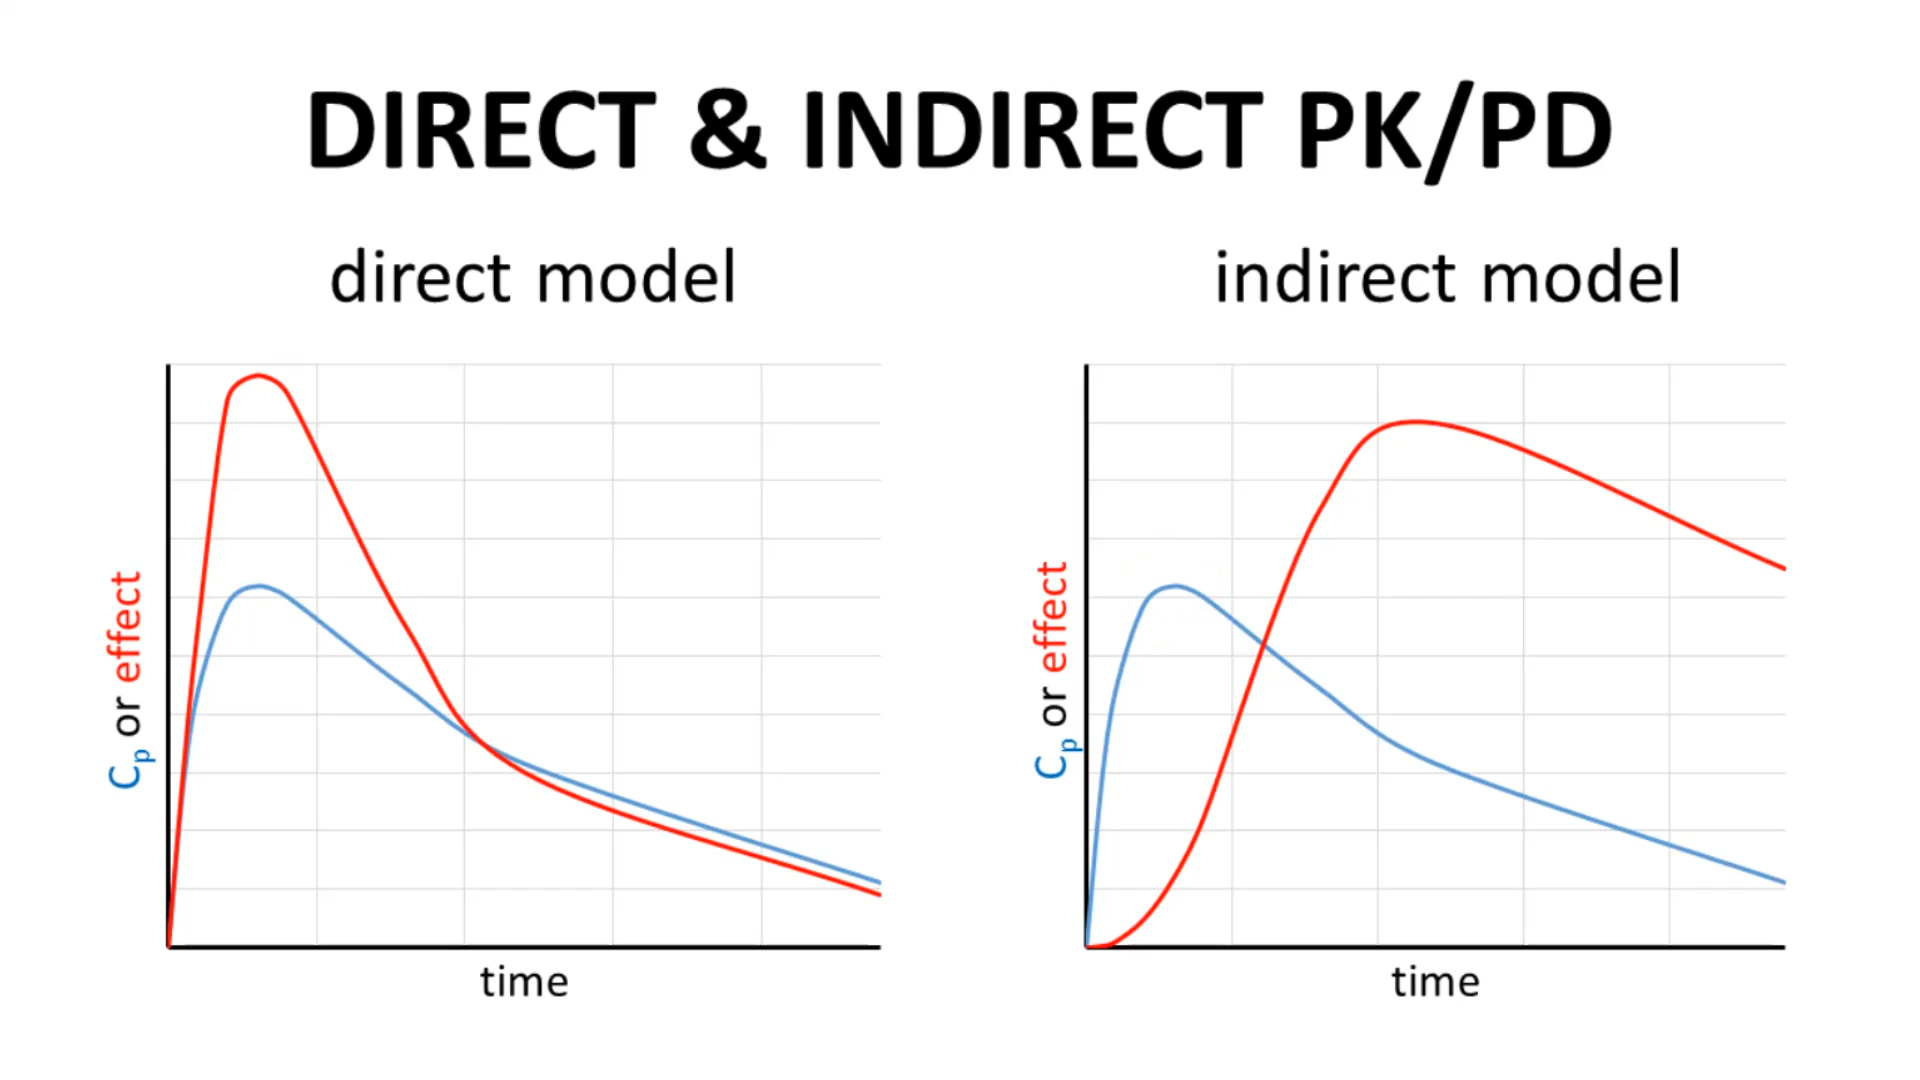 DIRECT & INDIRECT PK/PD
direct model
indirect model
Cp or effect
time
Cp or effect
time